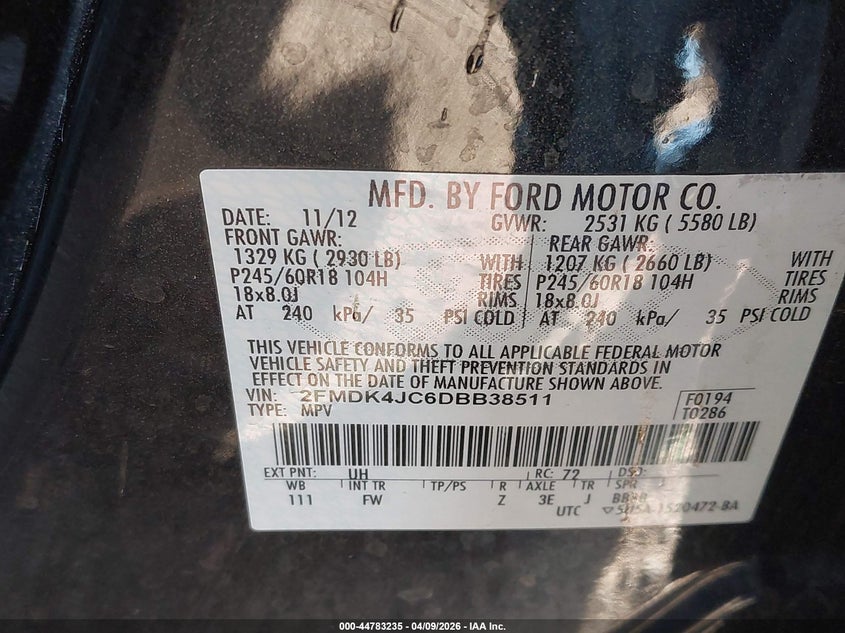 MFD. BY FORD MOTOR CO.
DATE: 11/12 GVWR: 2531 KG ( 5580 LB)
FRONT GAWR: REAR GAWR:
1329 KG ( 2930 LB) WITH 1207 KG ( 2660 LB) WITH
P245/60R18 104H TIRES P245/60R18 104H TIRES
18x8.0J RIMS 18x8.0J RIMS
AT 240 kPa/ 35 PSI COLD AT 240 kPa/ 35 PSI COLD
THIS VEHICLE CONFORMS TO ALL APPLICABLE FEDERAL MOTOR
VEHICLE SAFETY AND THEFT PREVENTION STANDARDS IN
EFFECT ON THE DATE OF MANUFACTURE SHOWN ABOVE.
VIN: 2FMDK4JC6DBB38511 F0194
TYPE: MPV T0286
EXT PNT: UH RC: 72 DSO:
WB INT TR TP/PS R AXLE TR SPR
111 FW Z 3E J
UTC
000-44783235 - 04/09/2026 - IAA Inc.